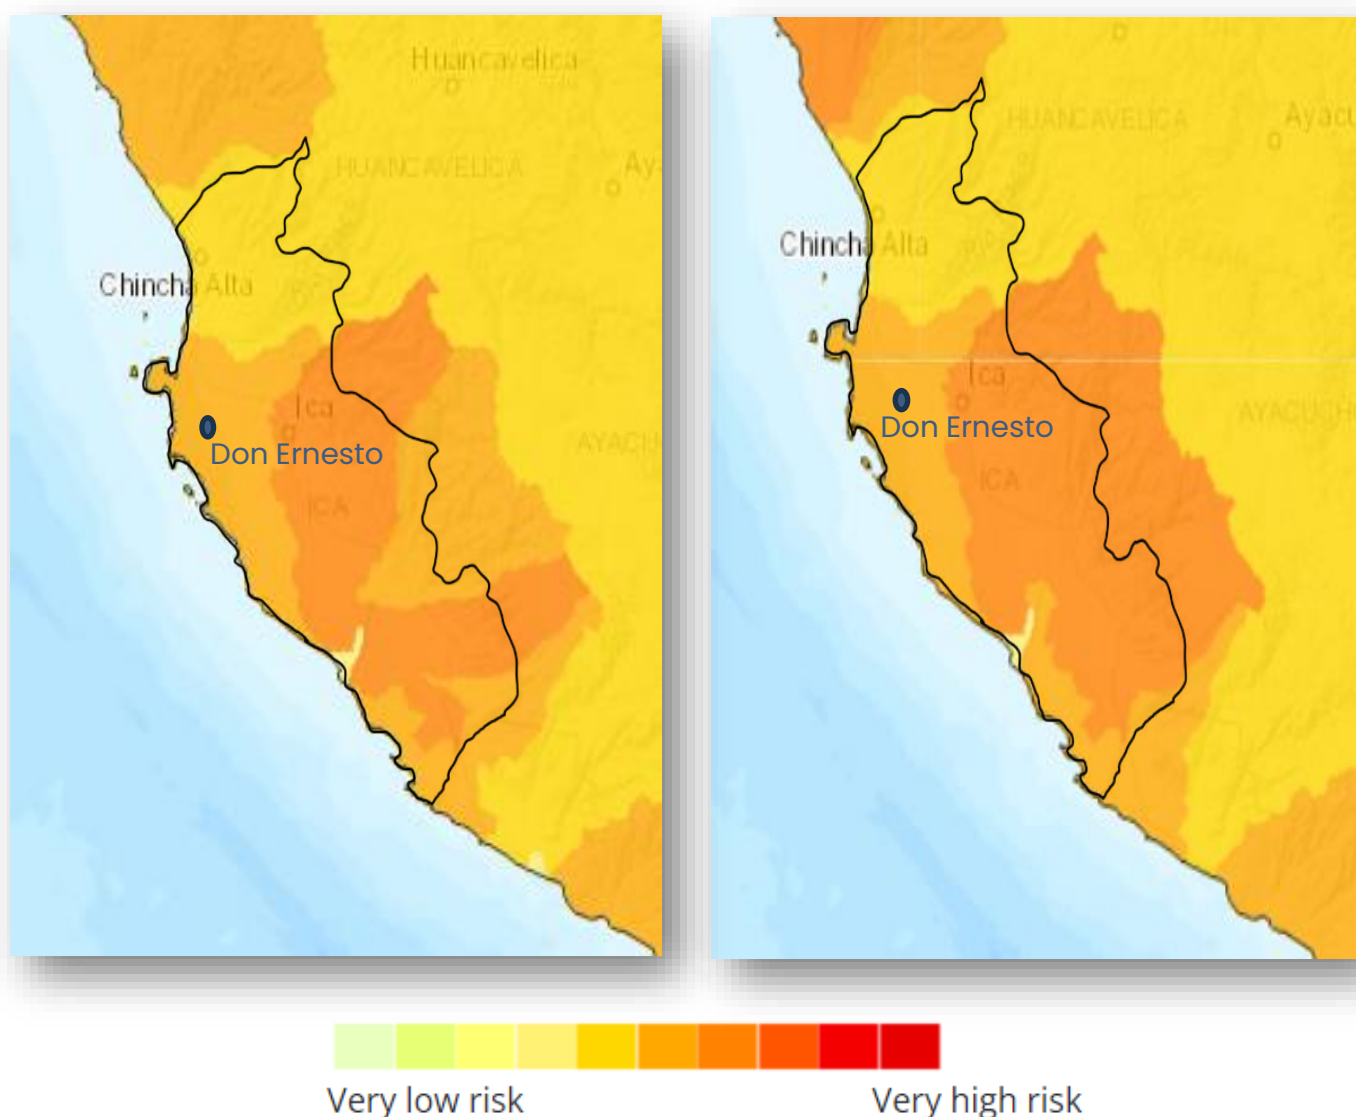 Huancavelica
HUANCAVELICA
Ay
Chincha Alta
Ica
Don Ernesto
AYACU
ICA
HUANCAVELICA
Ayacu
Chincha Alta
Ica
Don Ernesto
AYACUCH
ICA
Very low risk
Very high risk